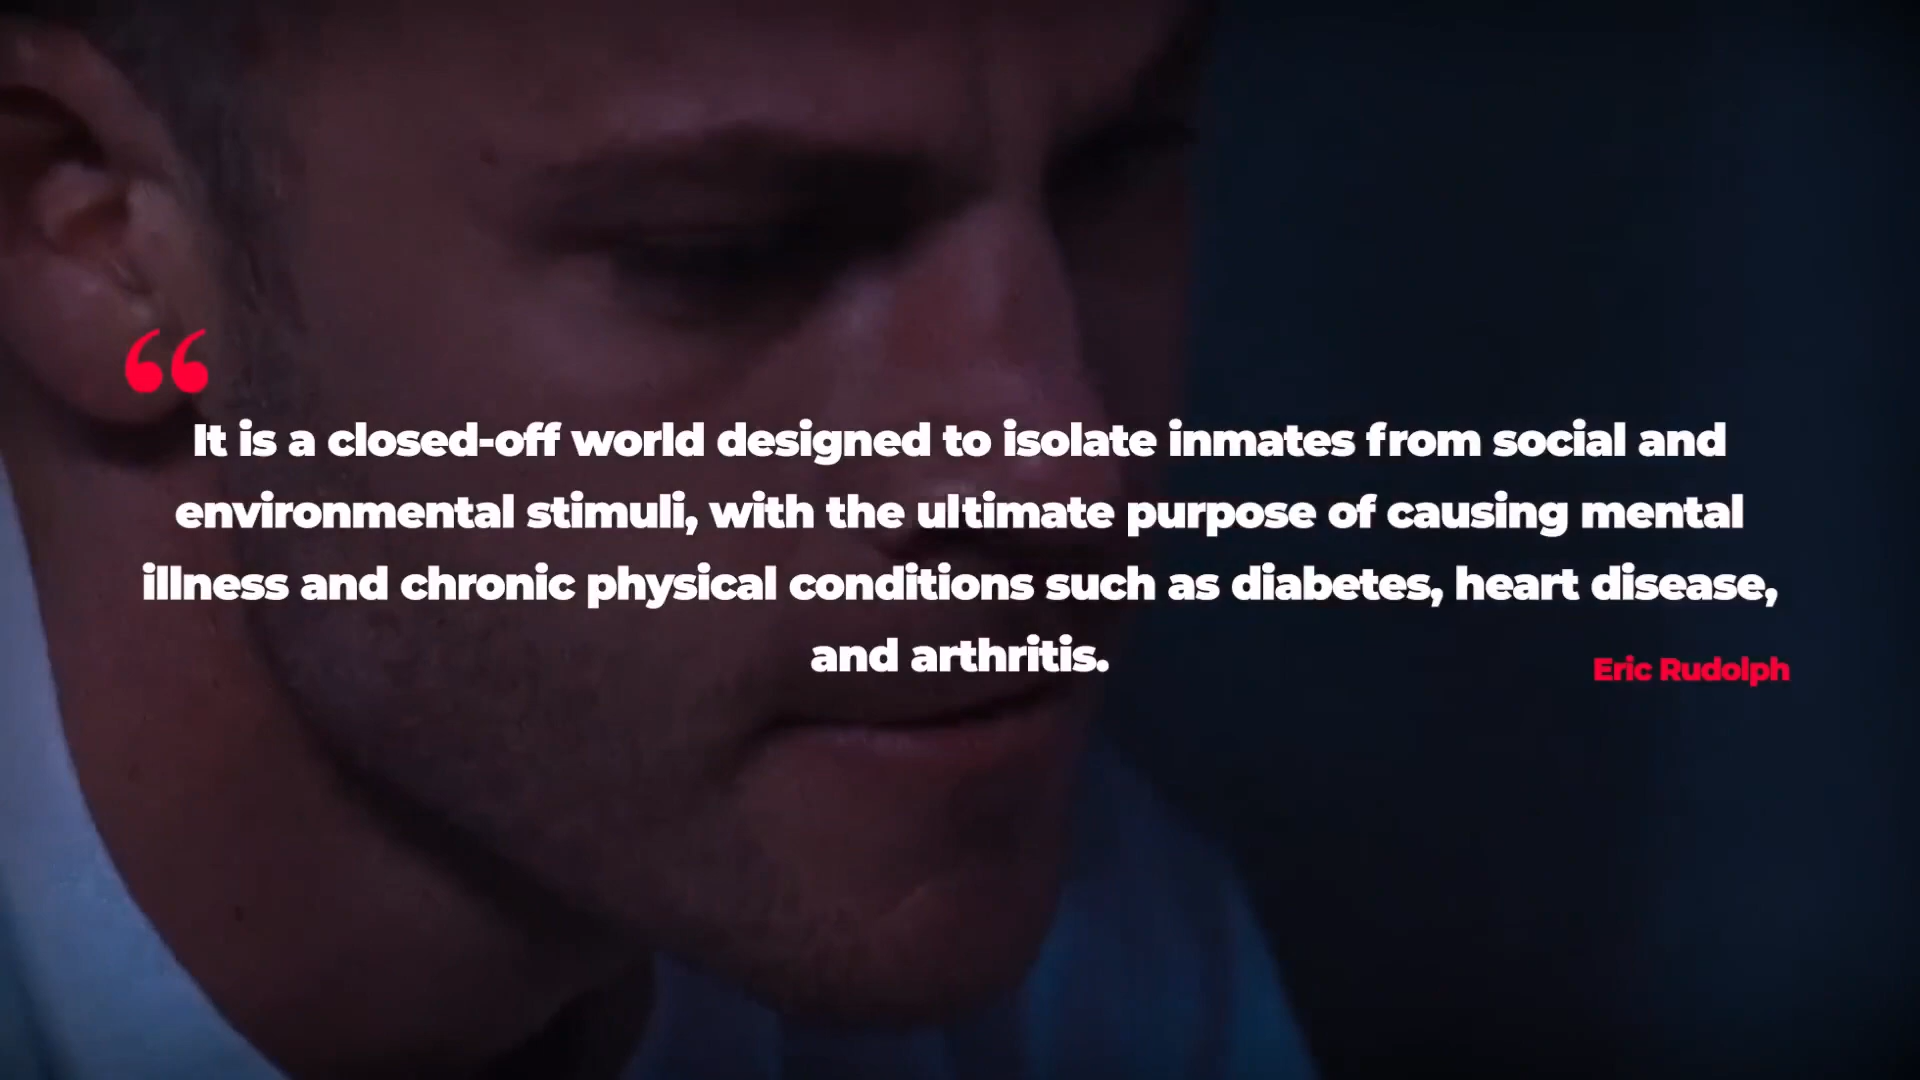 “
It is a closed-off world designed to isolate inmates from social and
environmental stimuli, with the ultimate purpose of causing mental
illness and chronic physical conditions such as diabetes, heart disease,
and arthritis.
Eric Rudolph